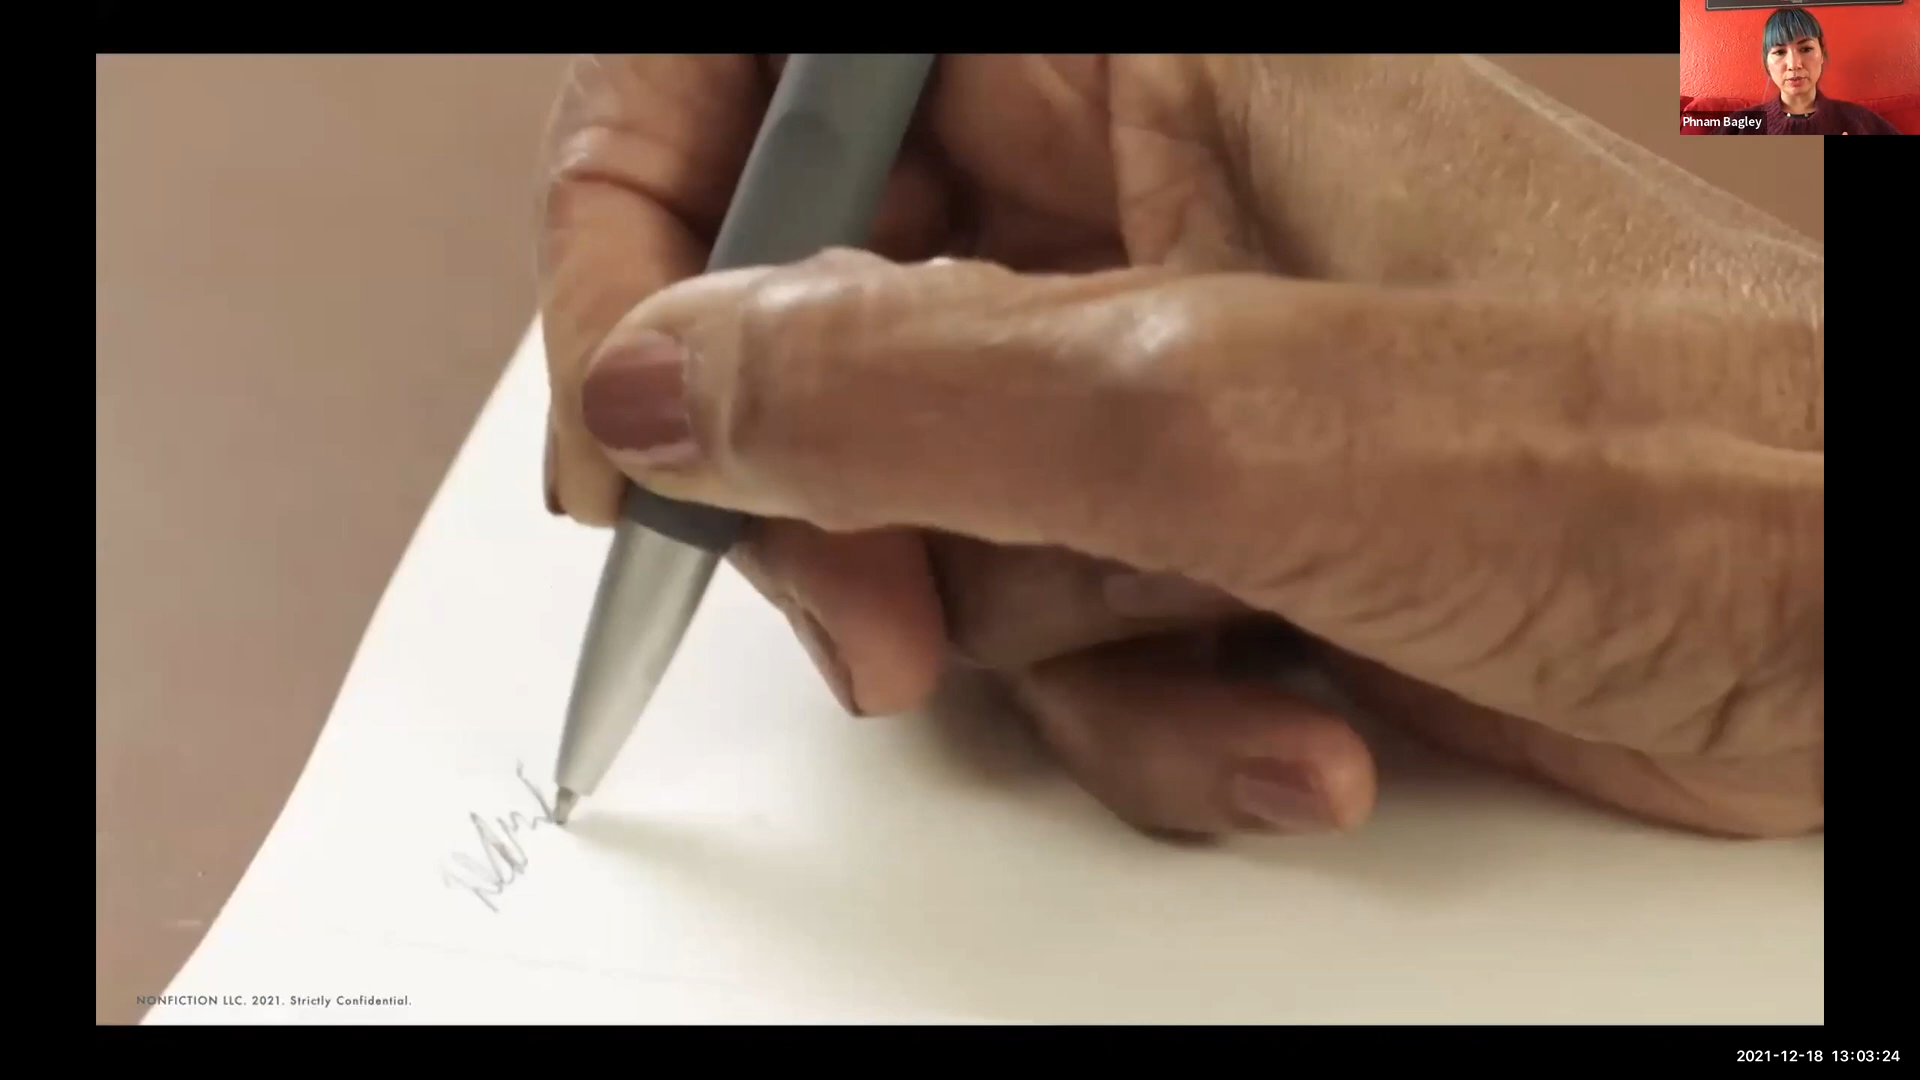 Phnam Bagley
NONFICTION LLC. 2021. Strictly Confidential.
2021-12-18 13:03:24